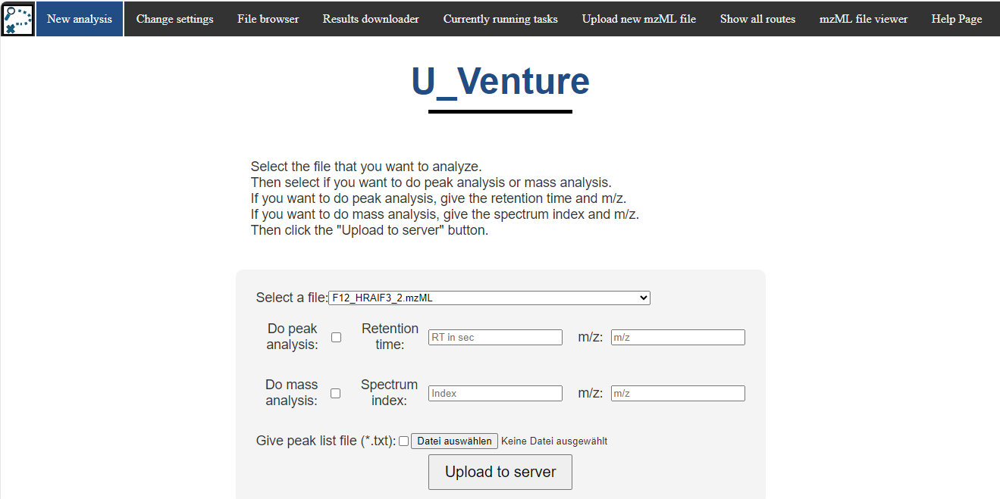 New analysis Change settings File browser Results downloader Currently running tasks Upload new mzML file Show all routes mzML file viewer Help Page
U_Venture
Select the file that you want to analyze.
Then select if you want to do peak analysis or mass analysis.
If you want to do peak analysis, give the retention time and m/z.
If you want to do mass analysis, give the spectrum index and m/z.
Then click the "Upload to server" button.
Select a file: F12_HRAIF3_2.mzML
Do peak analysis: Retention time: RT in sec m/z: m/z
Do mass analysis: Spectrum index: Index m/z: m/z
Give peak list file (*.txt): Datei auswählen Keine Datei ausgewählt
Upload to server